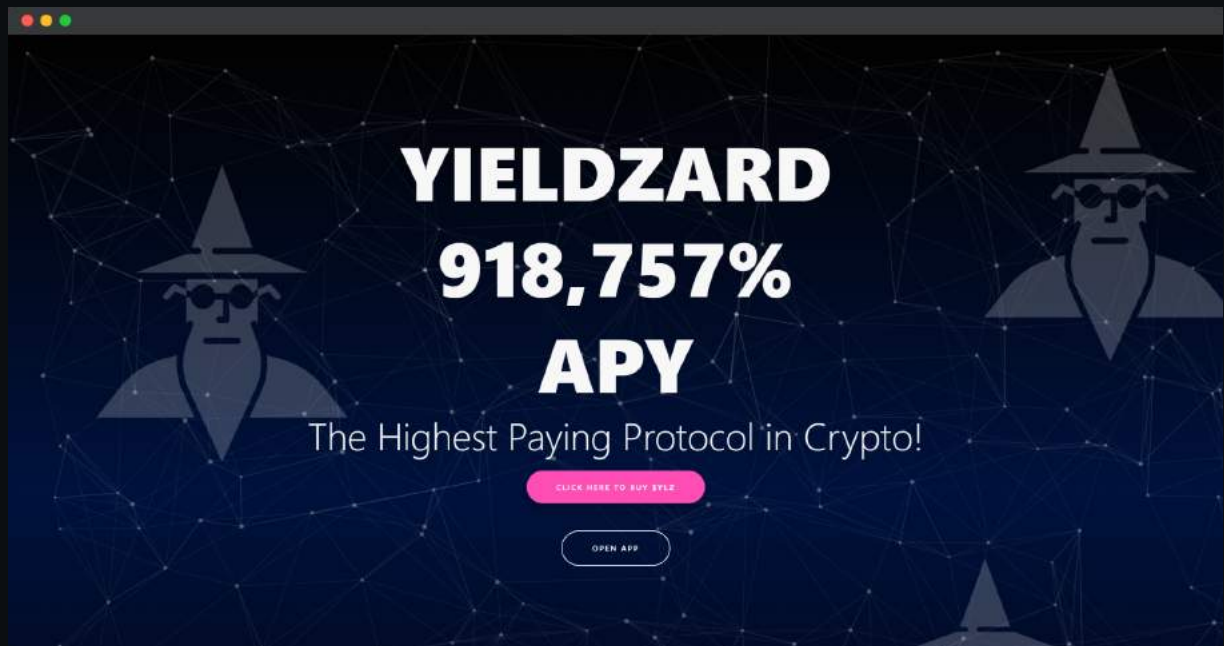 YIELDZARD
918,757%
APY
The Highest Paying Protocol in Crypto!
CLICK HERE TO BUY $YLZ
OPEN APP